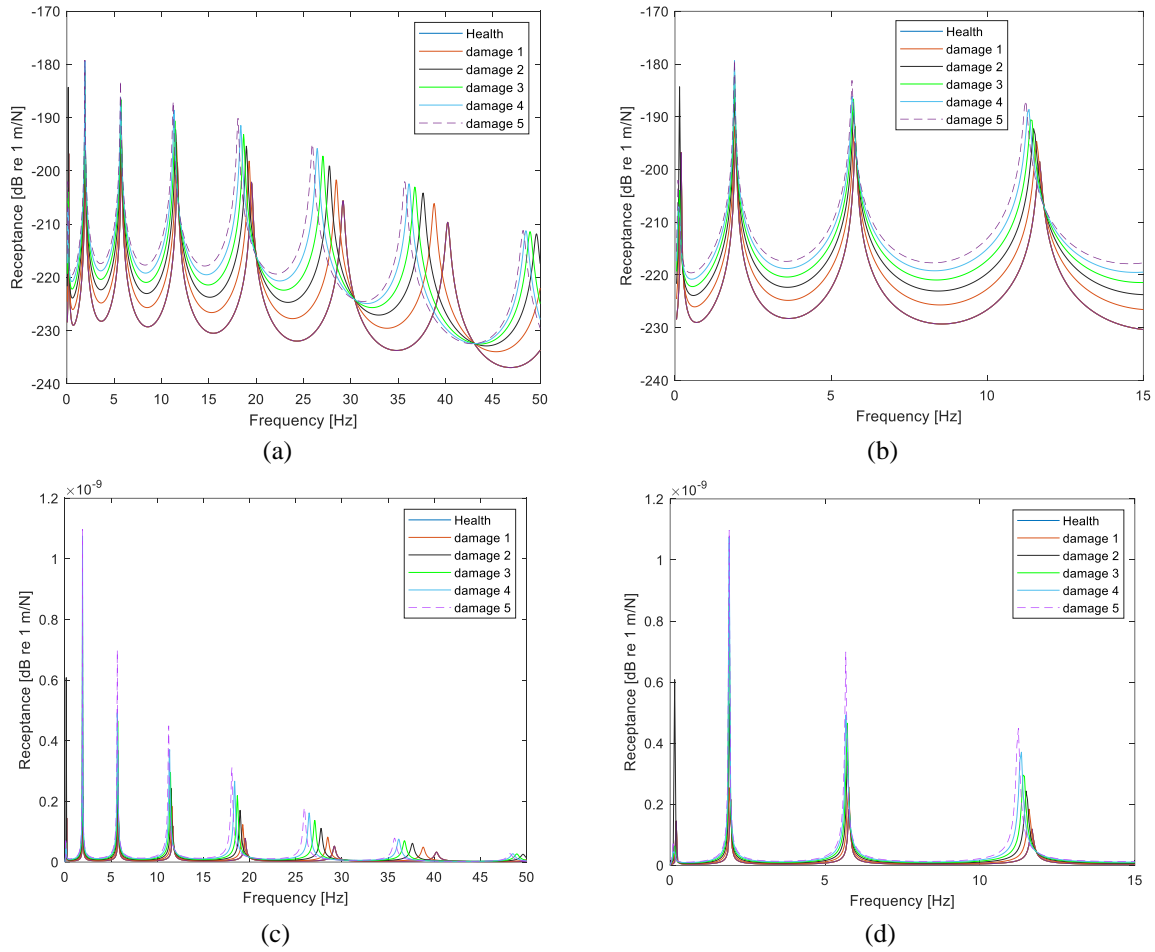 -170
-180
-190
-200
-210
-220
-230
-240
Receptance [dB re 1 m/N]
0 5 10 15 20 25 30 35 40 45 50
Frequency [Hz]
Health
damage 1
damage 2
damage 3
damage 4
damage 5
(a)
-170
-180
-190
-200
-210
-220
-230
-240
Receptance [dB re 1 m/N]
0 5 10 15
Frequency [Hz]
Health
damage 1
damage 2
damage 3
damage 4
damage 5
(b)
×10⁻⁹
1.2
1
0.8
0.6
0.4
0.2
0
Receptance [dB re 1 m/N]
0 5 10 15 20 25 30 35 40 45 50
Frequency [Hz]
Health
damage 1
damage 2
damage 3
damage 4
damage 5
(c)
×10⁻⁹
1.2
1
0.8
0.6
0.4
0.2
0
Receptance [dB re 1 m/N]
0 5 10 15
Frequency [Hz]
Health
damage 1
damage 2
damage 3
damage 4
damage 5
(d)